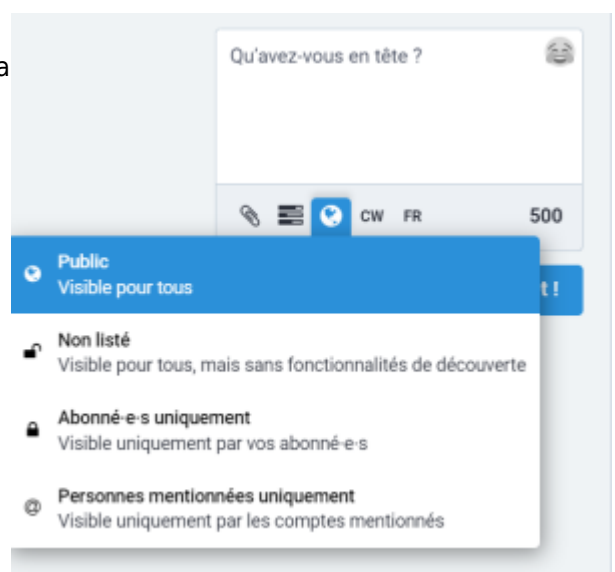 a
Qu'avez-vous en tête ?
CW FR 500
Public
Visible pour tous
t !
Non listé
Visible pour tous, mais sans fonctionnalités de découverte
Abonné·e·s uniquement
Visible uniquement par vos abonné·e·s
@ Personnes mentionnées uniquement
Visible uniquement par les comptes mentionnés